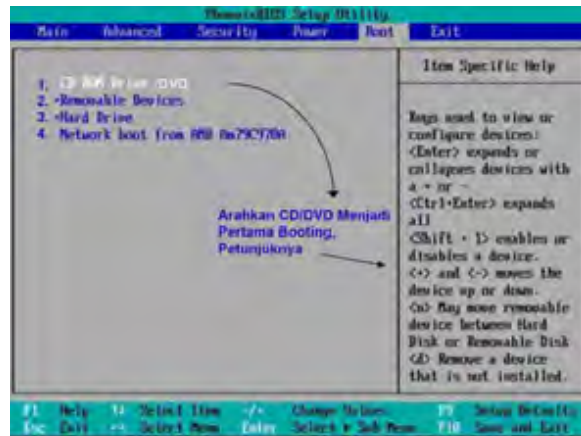 PhoenixBIOS Setup Utility
Main Advanced Security Power Boot Exit
1. CD-ROM Drive /DVD
2. +Removable Devices
3. +Hard Drive
4. Network boot from AMD Am79C970A
Arahkan CD/DVD Menjadi
Pertama Booting,
Petunjuknya
Item Specific Help
Keys used to view or
configure devices:
<Enter> expands or
collapses devices with
a + or -
<Ctrl+Enter> expands
all
<Shift + 1> enables or
disables a device.
<+> and <-> moves the
device up or down.
<n> May move removable
device between Hard
Disk or Removable Disk
<d> Remove a device
that is not installed.
F1 Help ↑↓ Select Item -/+ Change Values F9 Setup Defaults
Esc Exit ↔ Select Menu Enter Select ▶ Sub-Menu F10 Save and Exit